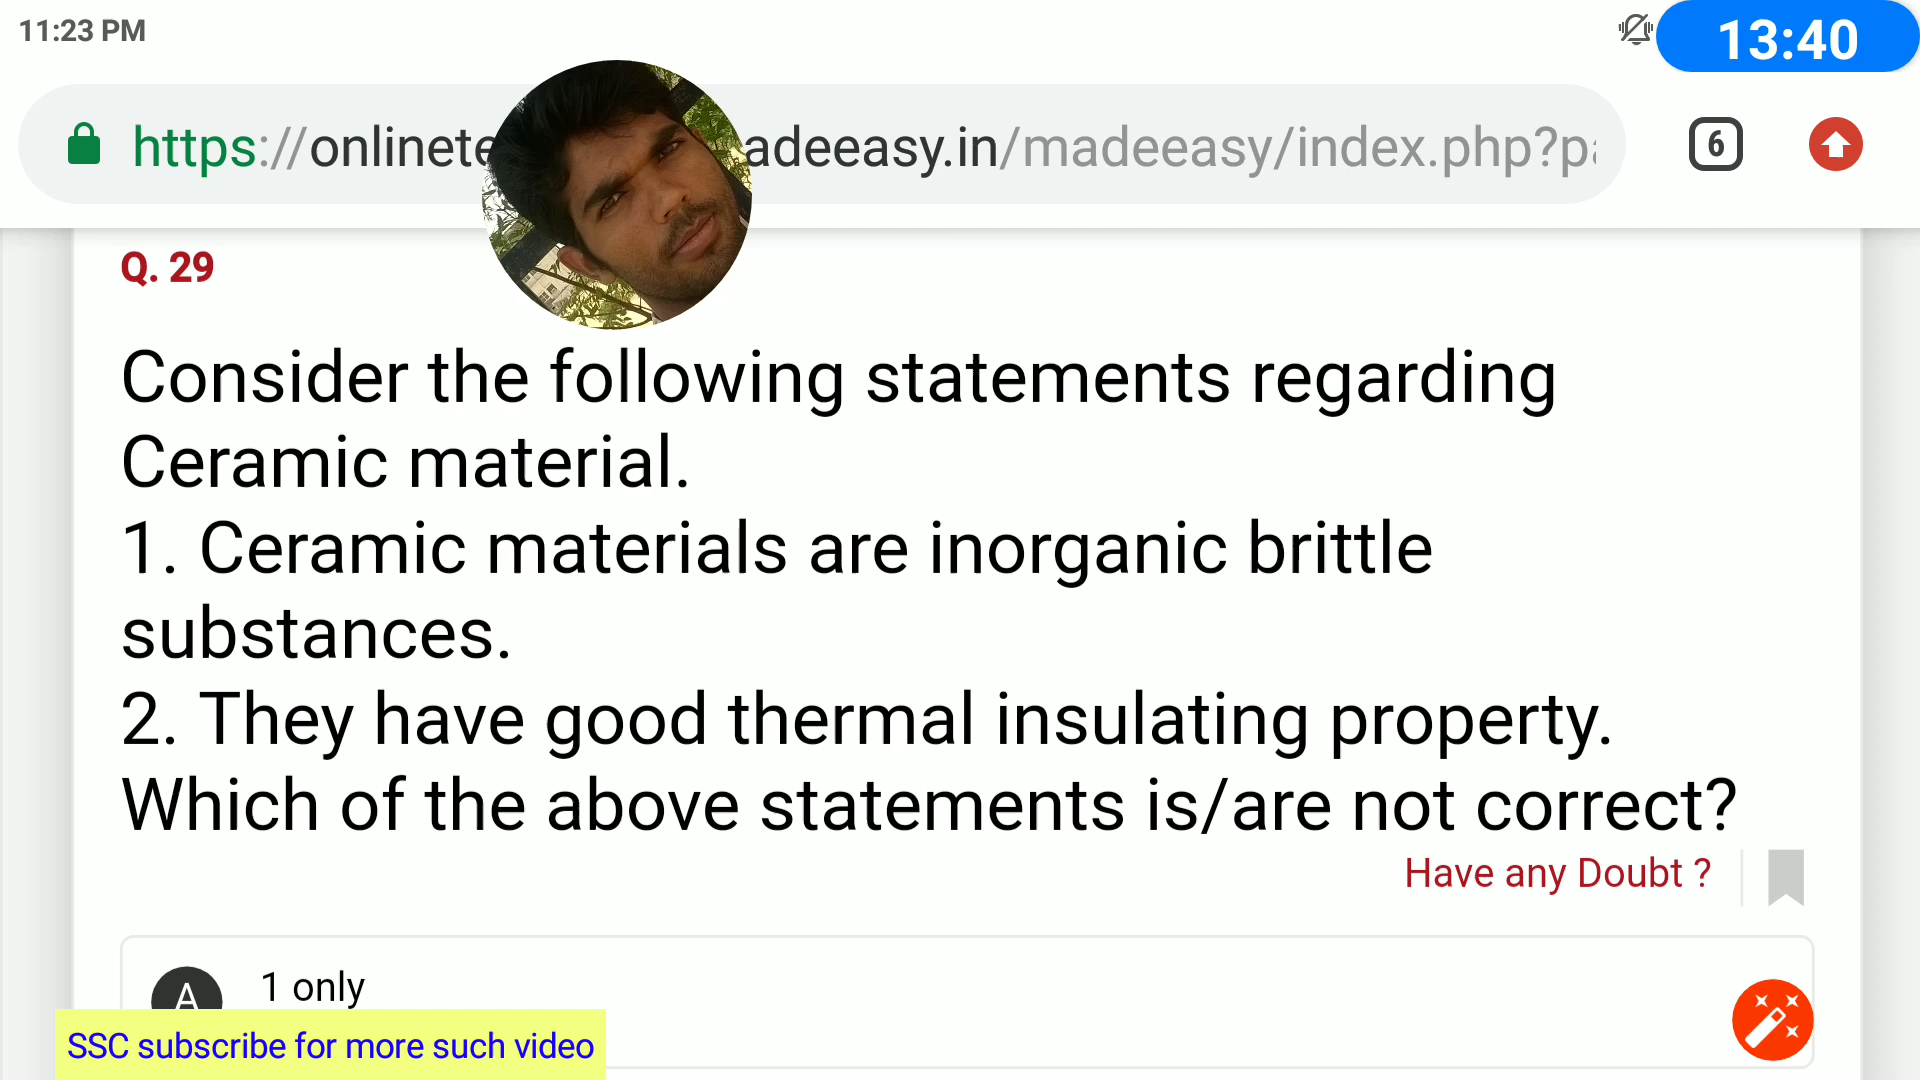 11:23 PM
13:40
https://onlinete adeeasy.in/madeeasy/index.php?p
6
Q. 29
Consider the following statements regarding
Ceramic material.
1. Ceramic materials are inorganic brittle
substances.
2. They have good thermal insulating property.
Which of the above statements is/are not correct?
Have any Doubt ?
A 1 only
SSC subscribe for more such video